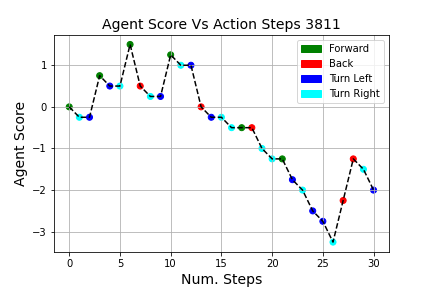 Agent Score Vs Action Steps 3811
Forward
Back
Turn Left
Turn Right
Agent Score
1
0
−1
−2
−3
0
5
10
15
20
25
30
Num. Steps